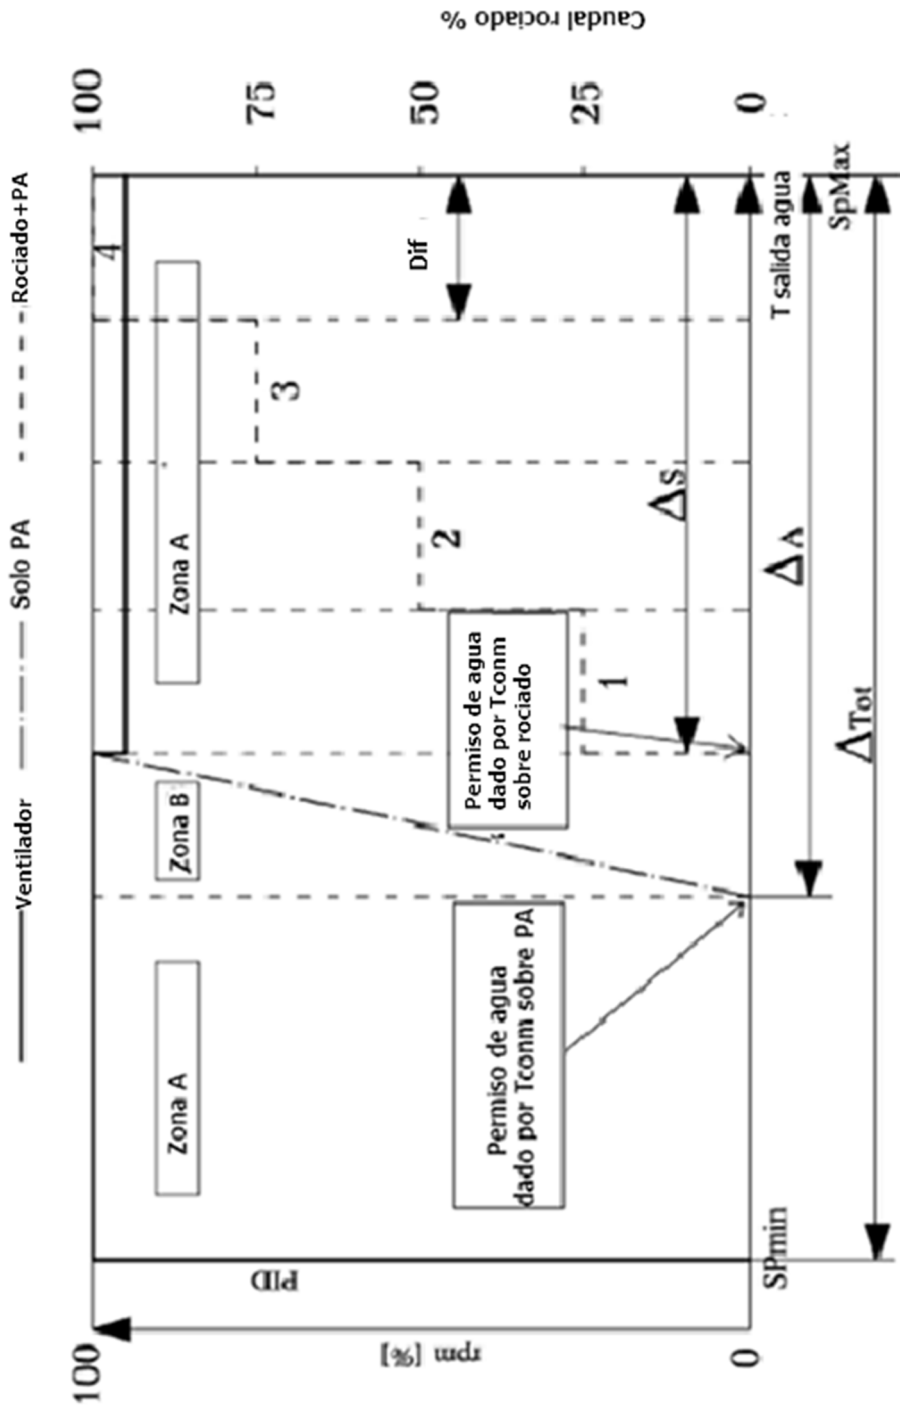 Ventilador
Solo PA
Rociado+PA
100
100
4
75
3
50
2
25
1
0
0
Zona A
Zona B
Zona A
PID
rpm [%]
Caudal rociado %
Dif
Permiso de agua
dado por Tconm
sobre rociado
Permiso de agua
dado por Tconm sobre PA
ΔS
T salida agua
SPmin
SpMax
ΔA
ΔTot